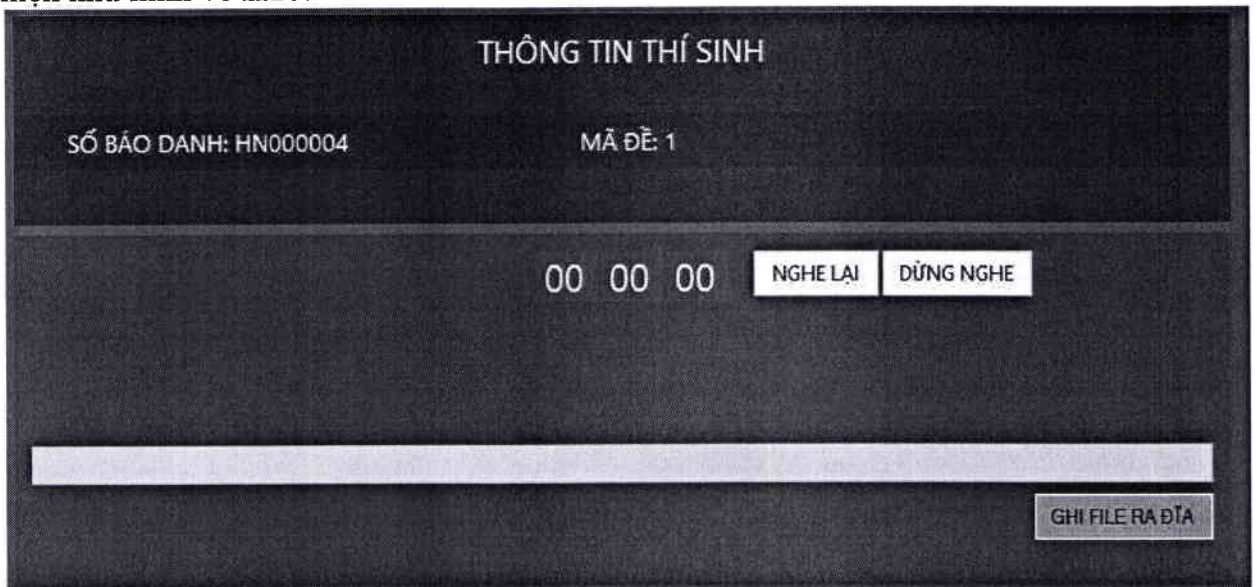 THÔNG TIN THÍ SINH
SỐ BÁO DANH: HN000004 MÃ ĐỀ: 1
00 00 00 NGHE LẠI DỪNG NGHE
GHI FILE RA ĐĨA